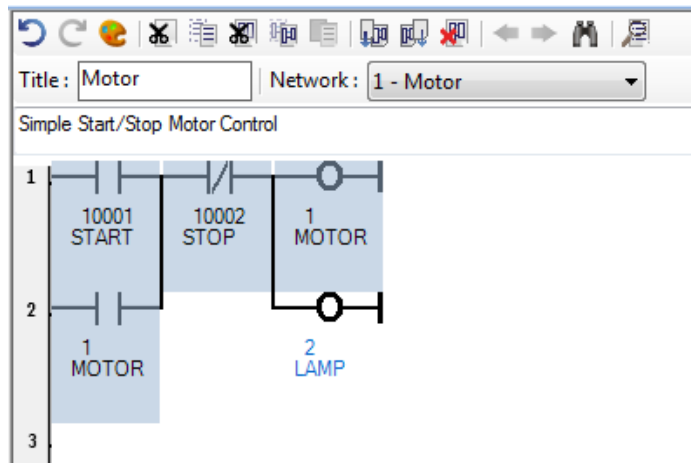 Title : Motor Network : 1 - Motor
Simple Start/Stop Motor Control
1
10001 10002 1
START STOP MOTOR
2
1 2
MOTOR LAMP
3